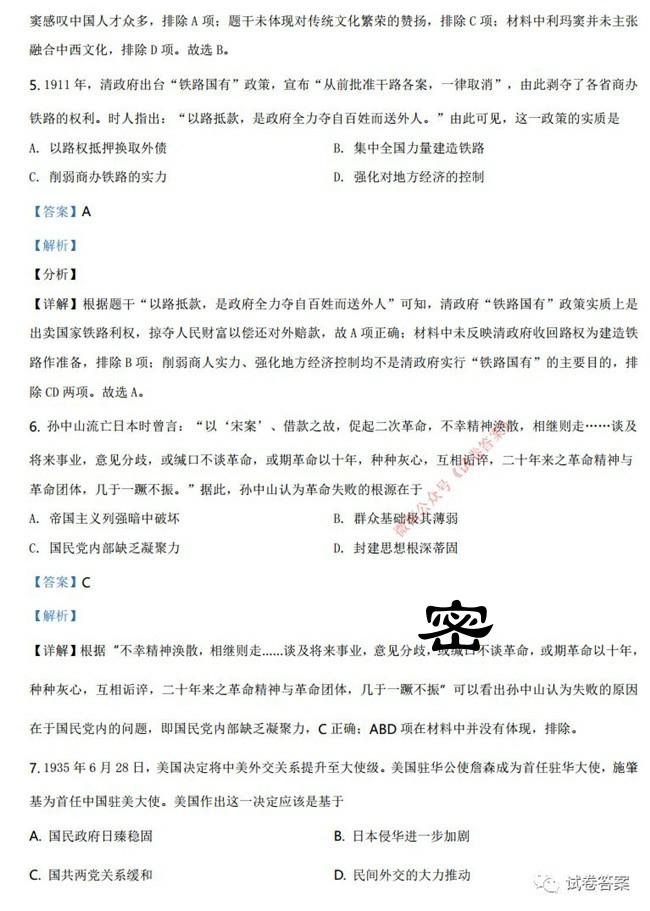 窦感叹中国人才众多，排除 A 项；题干未体现对传统文化繁荣的赞扬，排除 C 项；材料中利玛窦并未主张
融合中西文化，排除 D 项。故选 B。
5. 1911 年，清政府出台“铁路国有”政策，宣布“从前批准干路各案，一律取消”，由此剥夺了各省商办
铁路的权利。时人指出：“以路抵款，是政府全力夺自百姓而送外人。”由此可见，这一政策的实质是
A. 以路权抵押换取外债 B. 集中全国力量建造铁路
C. 削弱商办铁路的实力 D. 强化对地方经济的控制
【答案】A
【解析】
【分析】
【详解】根据题干“以路抵款，是政府全力夺自百姓而送外人”可知，清政府“铁路国有”政策实质上是
出卖国家铁路利权，掠夺人民财富以偿还对外赔款，故 A 项正确；材料中未反映清政府收回路权为建造铁
路作准备，排除 B 项；削弱商人实力、强化地方经济控制均不是清政府实行“铁路国有”的主要目的，排
除 CD 两项。故选 A。
6. 孙中山流亡日本时曾言：“以‘宋案’、借款之故，促起二次革命，不幸精神涣散，相继则走……谈及
将来事业，意见分歧，或缄口不谈革命，或期革命以十年，种种灰心，互相诟谇，二十年来之革命精神与
革命团体，几于一蹶不振。”据此，孙中山认为革命失败的根源在于
A. 帝国主义列强暗中破坏 B. 群众基础极其薄弱
C. 国民党内部缺乏凝聚力 D. 封建思想根深蒂固
微信公众号《试卷答案》
【答案】C
【解析】
密
【详解】根据“不幸精神涣散，相继则走......谈及将来事业，意见分歧，或缄口不谈革命，或期革命以十年，
种种灰心，互相诟谇，二十年来之革命精神与革命团体，几于一蹶不振”可以看出孙中山认为失败的原因
在于国民党内的问题，即国民党内部缺乏凝聚力，C 正确；ABD 项在材料中并没有体现，排除。
7. 1935 年 6 月 28 日，美国决定将中美外交关系提升至大使级。美国驻华公使詹森成为首任驻华大使，施肇
基为首任中国驻美大使。美国作出这一决定应该是基于
A. 国民政府日臻稳固 B. 日本侵华进一步加剧
C. 国共两党关系缓和 D. 民间外交的大力推动
试卷答案